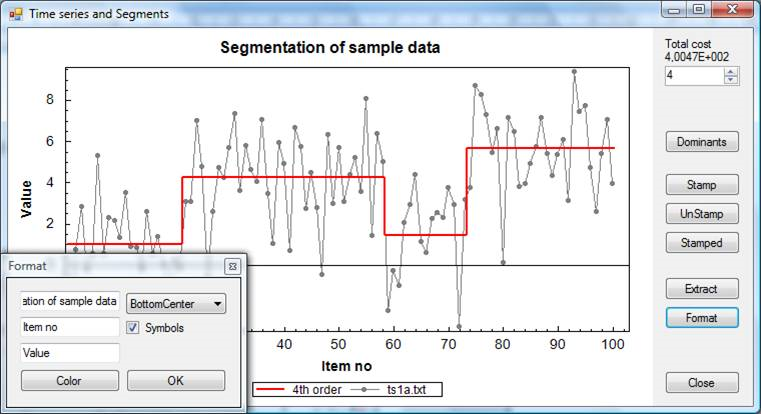 Time series and Segments
Segmentation of sample data
Total cost
4,0047E+002
4
Dominants
Stamp
UnStamp
Stamped
Extract
Format
Close
8
6
4
2
Value
40 50 60 70 80 90 100
Item no
4th order ts1a.txt
Format
ation of sample data
BottomCenter
Item no
Symbols
Value
Color
OK